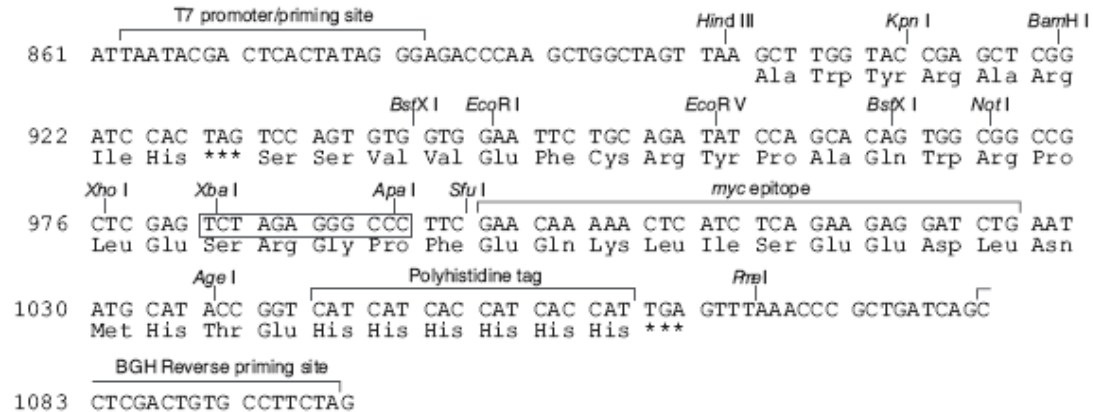 T7 promoter/priming site Hind III Kpn I BamH I
861 ATTAATACGA CTCACTATAG GGAGACCCAA GCTGGCTAGT TAA GCT TGG TAC CGA GCT CGG
Ala Trp Tyr Arg Ala Arg
BstX I EcoR I EcoR V BstX I Not I
922 ATC CAC TAG TCC AGT GTG GTG GAA TTC TGC AGA TAT CCA GCA CAG TGG CGG CCG
Ile His *** Ser Ser Val Val Glu Phe Cys Arg Tyr Pro Ala Gln Trp Arg Pro
Xho I Xba I Apa I Sfu I myc epitope
976 CTC GAG TCT AGA GGG CCC TTC GAA CAA AAA CTC ATC TCA GAA GAG GAT CTG AAT
Leu Glu Ser Arg Gly Pro Phe Glu Gln Lys Leu Ile Ser Glu Glu Asp Leu Asn
Age I Polyhistidine tag PmeI
1030 ATG CAT ACC GGT CAT CAT CAC CAT CAC CAT TGA GTTTAAACCC GCTGATCAGC
Met His Thr Glu His His His His His His ***
BGH Reverse priming site
1083 CTCGACTGTG CCTTCTAG